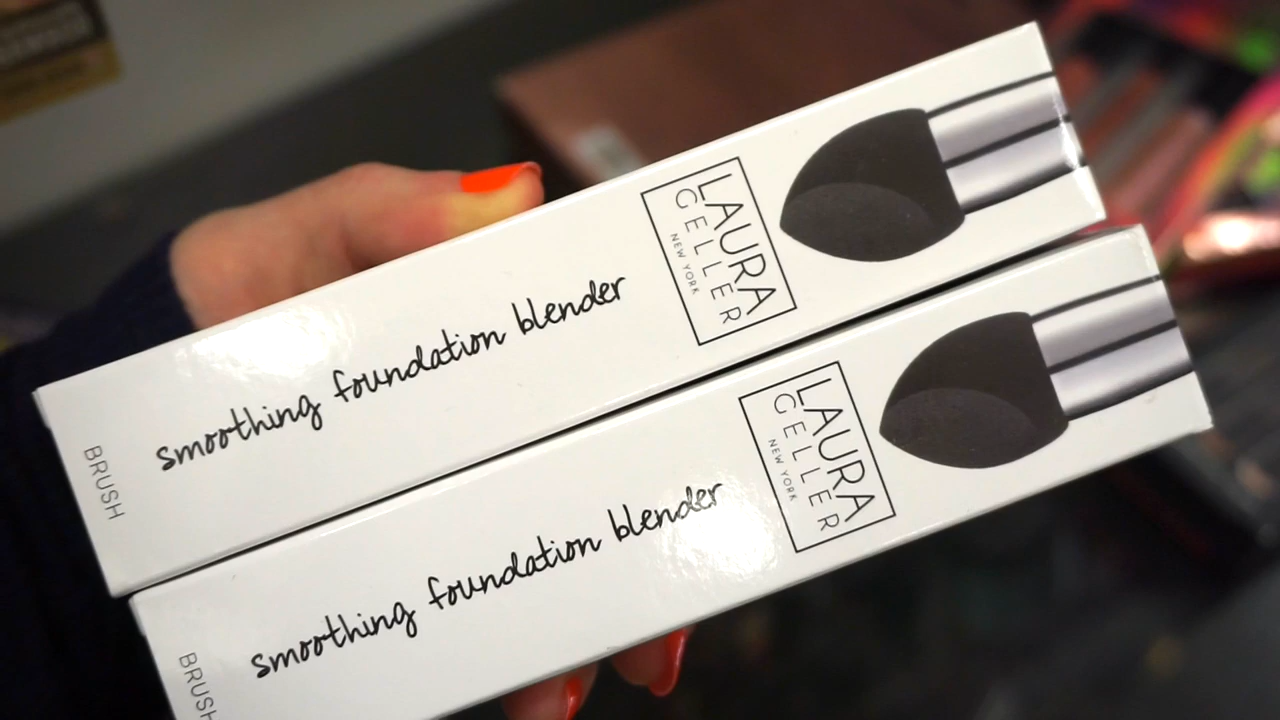 LAURA
GELLER
NEW YORK
smoothing foundation blender
BRUSH
LAURA
GELLER
NEW YORK
smoothing foundation blender
BRUSH